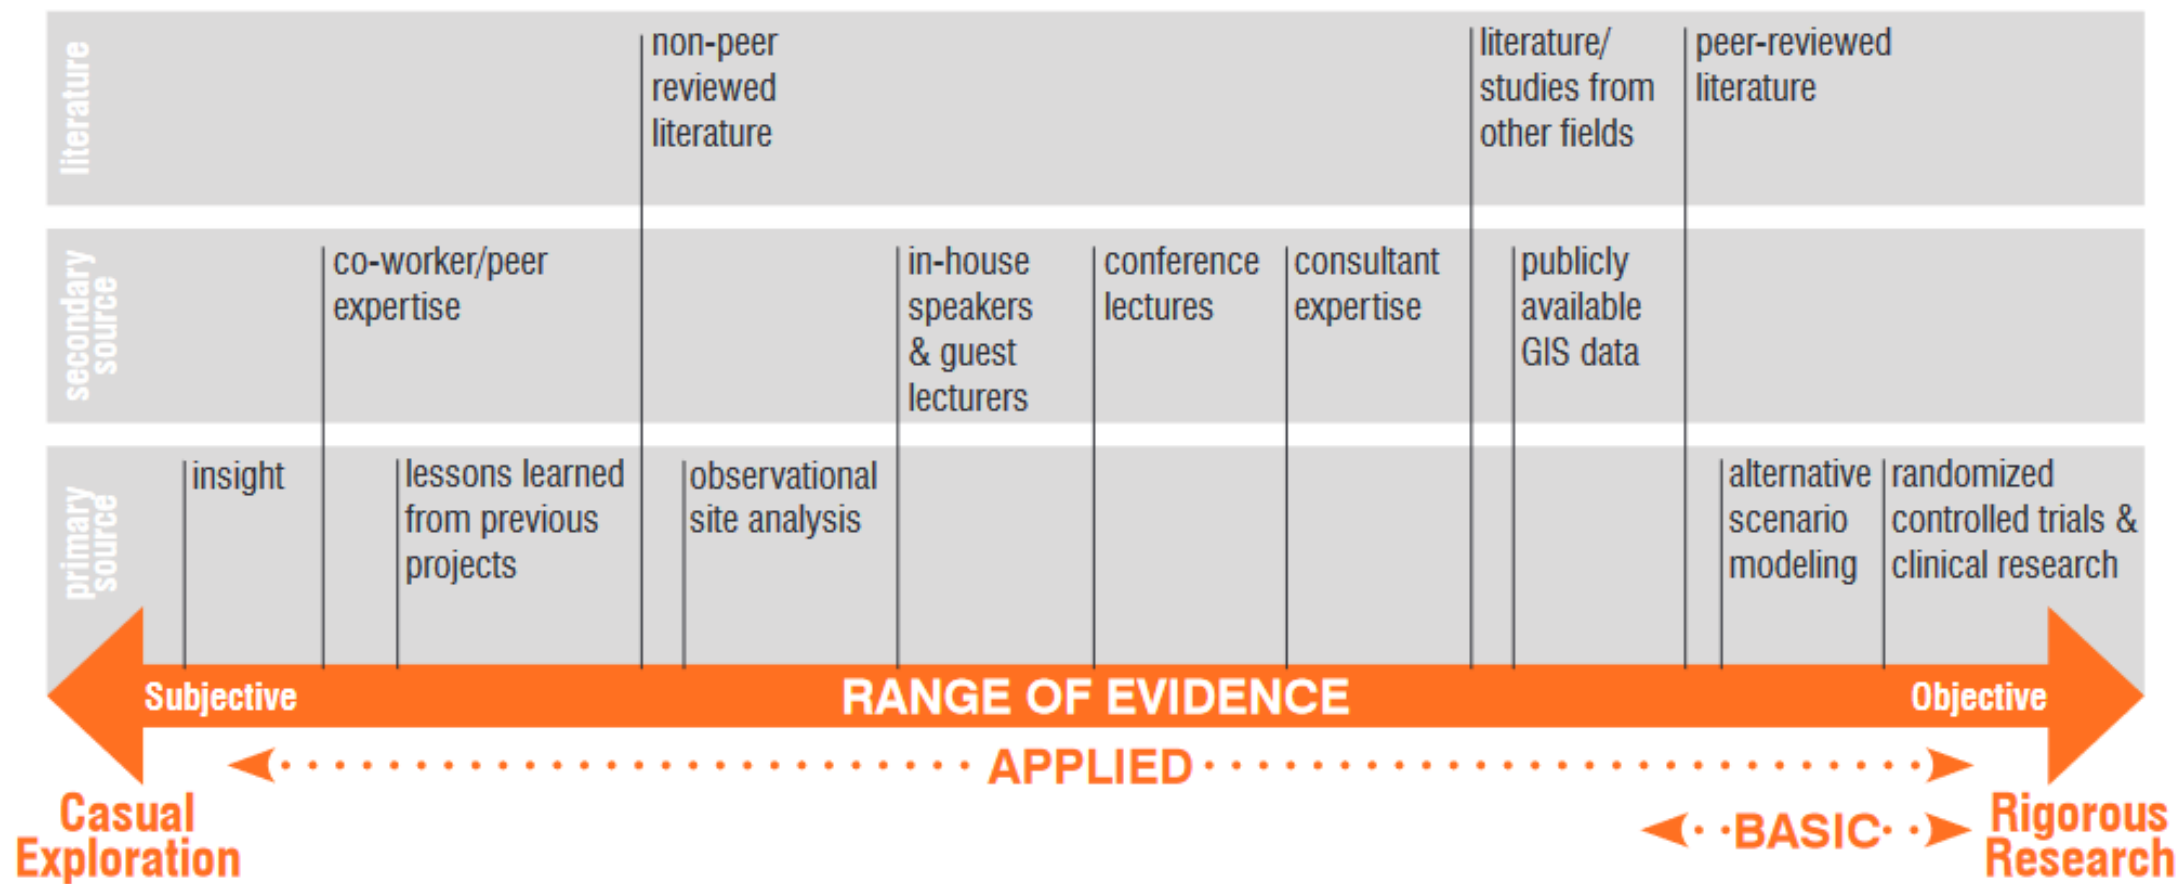 literature
non-peer
reviewed
literature
literature/
studies from
other fields
peer-reviewed
literature
secondary
source
co-worker/peer
expertise
in-house
speakers
& guest
lecturers
conference
lectures
consultant
expertise
publicly
available
GIS data
primary
source
insight
lessons learned
from previous
projects
observational
site analysis
alternative
scenario
modeling
randomized
controlled trials &
clinical research
Subjective
RANGE OF EVIDENCE
Objective
APPLIED
Casual
Exploration
BASIC
Rigorous
Research